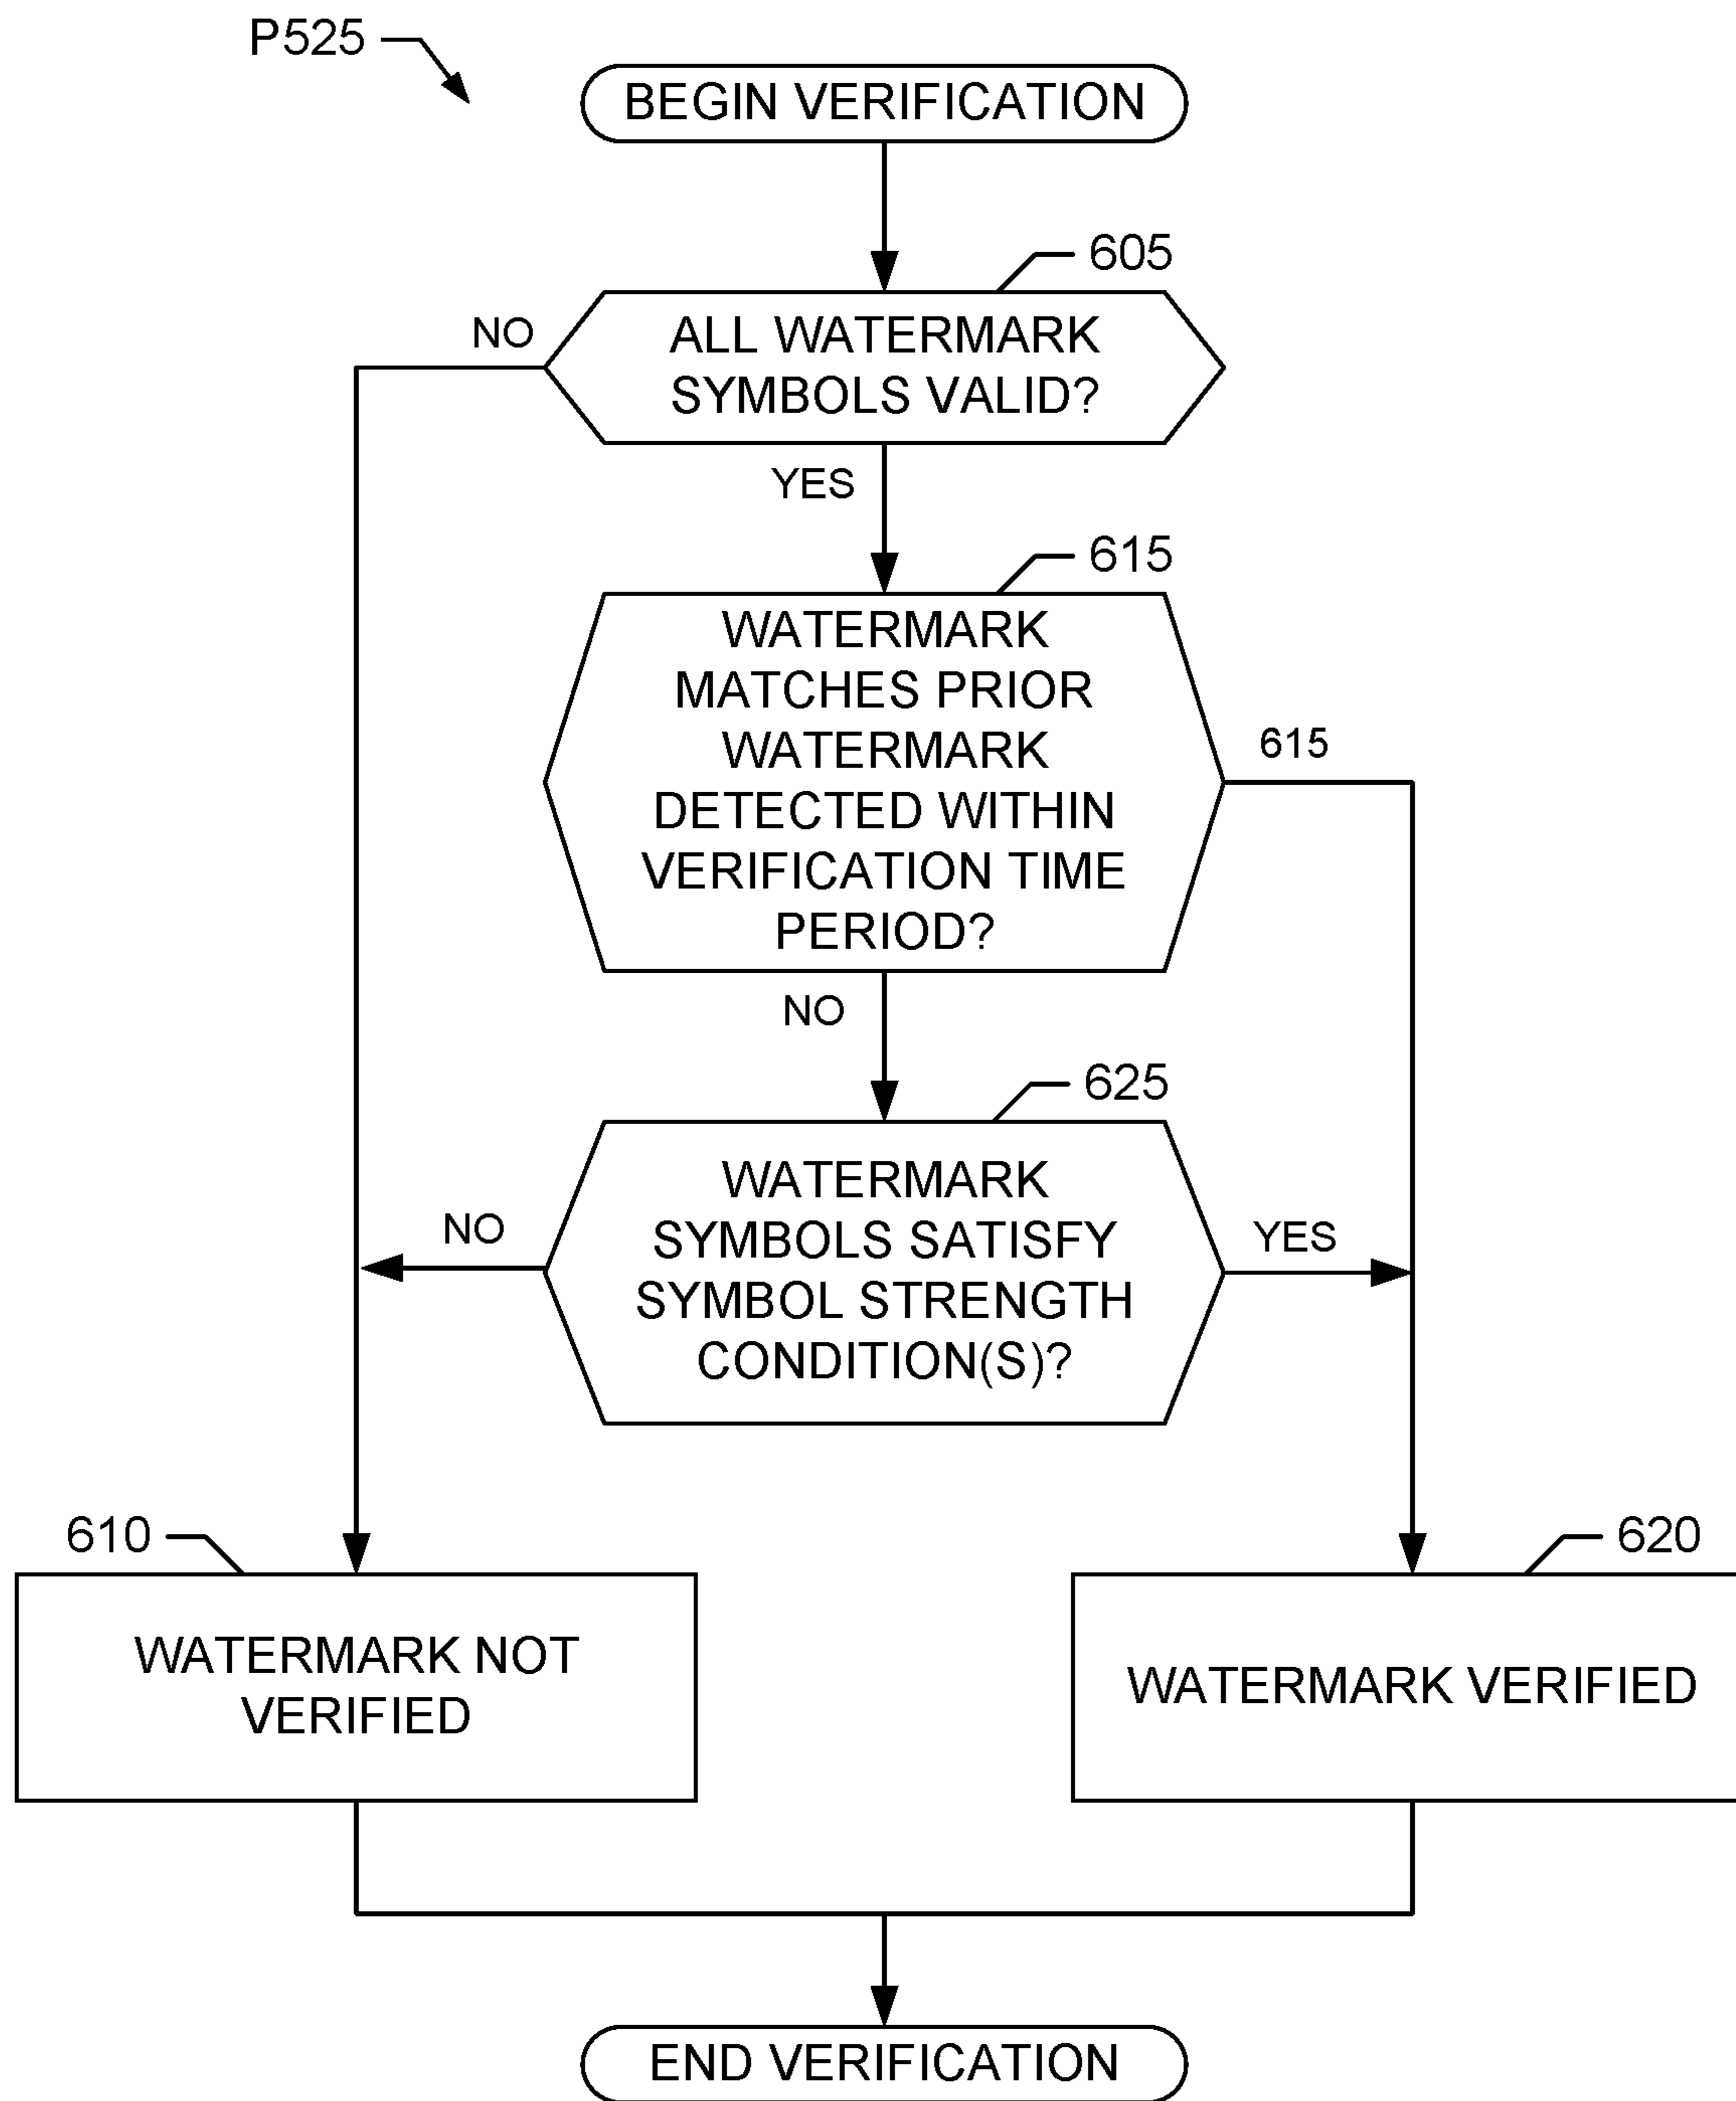 P525
BEGIN VERIFICATION
605
NO
ALL WATERMARK
SYMBOLS VALID?
YES
615
WATERMARK
MATCHES PRIOR
WATERMARK
DETECTED WITHIN
VERIFICATION TIME
PERIOD?
615
NO
625
WATERMARK
SYMBOLS SATISFY
SYMBOL STRENGTH
CONDITION(S)?
NO
YES
610
620
WATERMARK NOT
VERIFIED
WATERMARK VERIFIED
END VERIFICATION